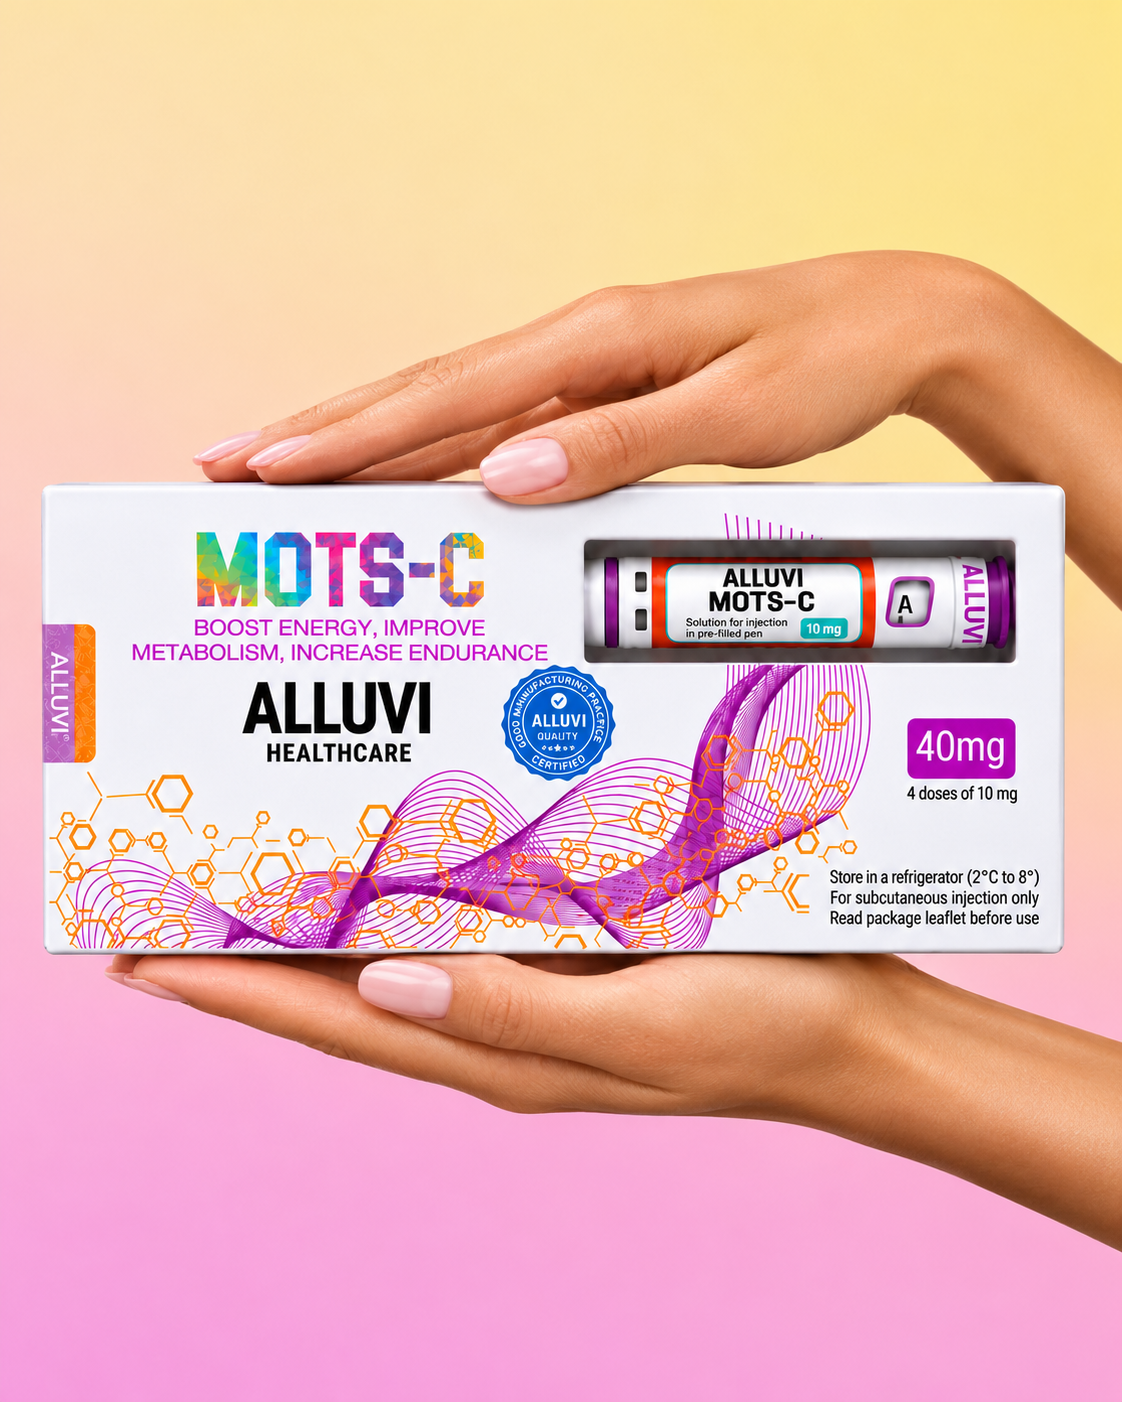 MOTS-C
BOOST ENERGY, IMPROVE
METABOLISM, INCREASE ENDURANCE
ALLUVI
HEALTHCARE
ALLUVI®
GOOD MANUFACTURING PRACTICE
ALLUVI
QUALITY
CERTIFIED
ALLUVI
MOTS-C
Solution for injection
in pre-filled pen
10 mg
A
ALLUVI
40mg
4 doses of 10 mg
Store in a refrigerator (2°C to 8°)
For subcutaneous injection only
Read package leaflet before use